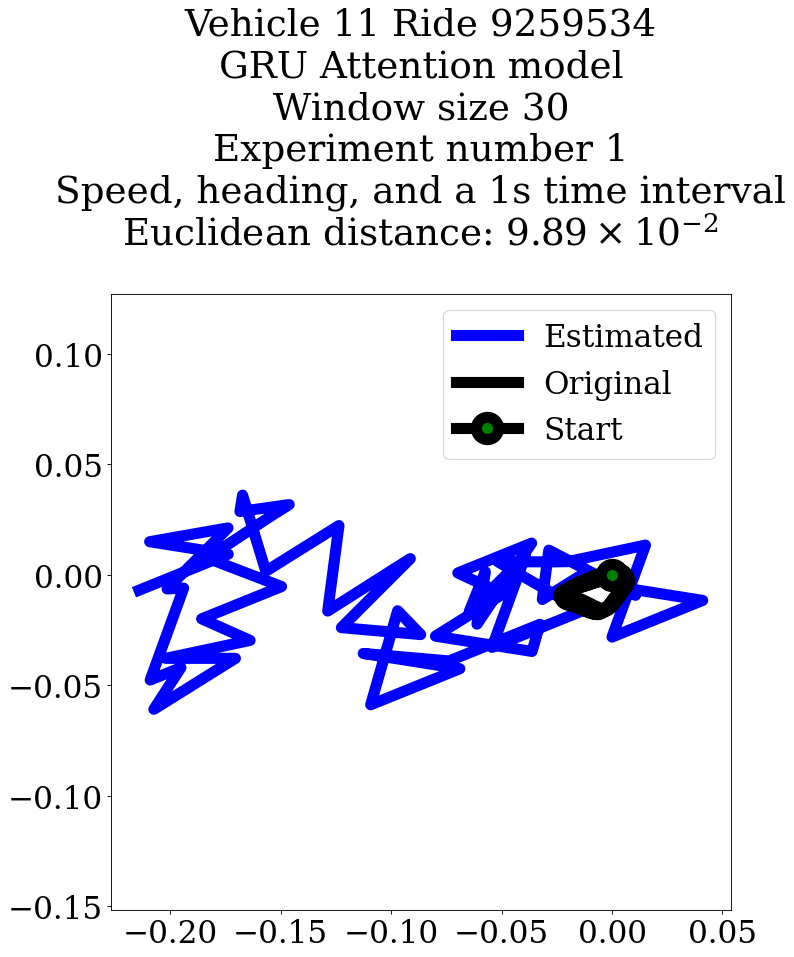 Vehicle 11 Ride 9259534
GRU Attention model
Window size 30
Experiment number 1
Speed, heading, and a 1s time interval
Euclidean distance: 9.89 × 10⁻²
Estimated
Original
Start
0.10
0.05
0.00
−0.05
−0.10
−0.15
−0.20 −0.15 −0.10 −0.05 0.00 0.05